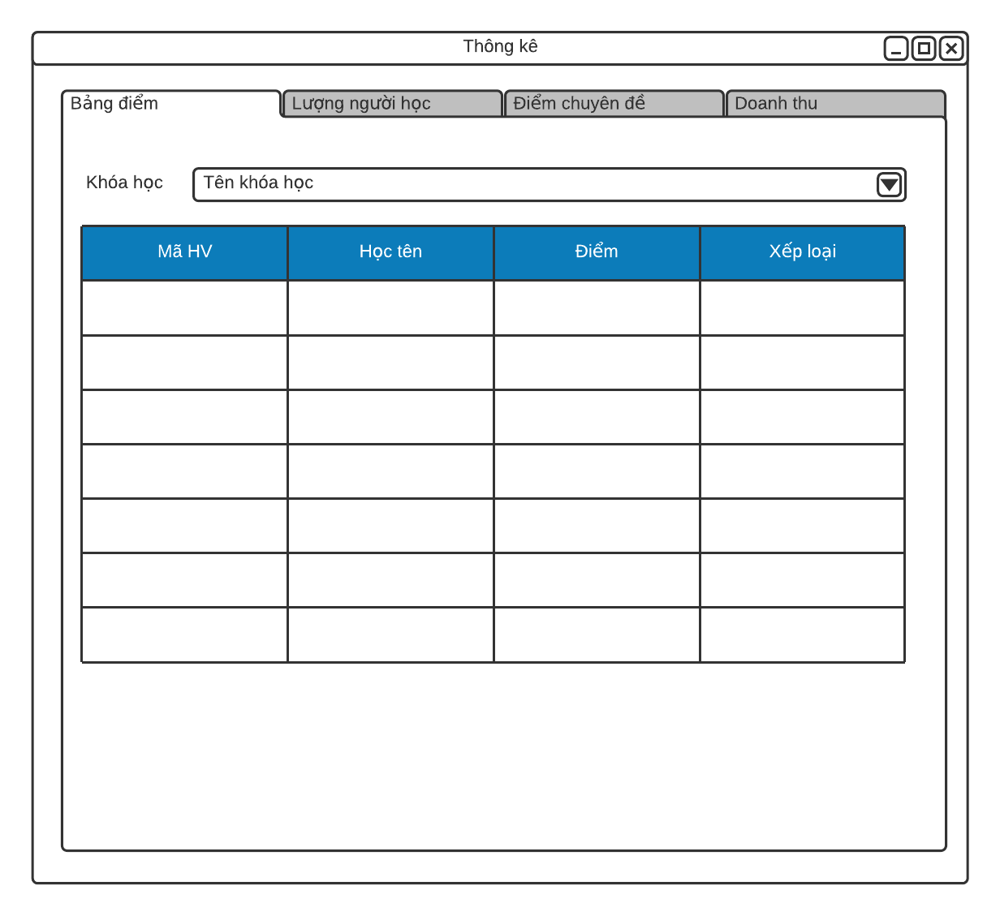 Thông kê
Bảng điểm
Lượng người học
Điểm chuyên đề
Doanh thu
Khóa học
Tên khóa học
Mã HV
Học tên
Điểm
Xếp loại